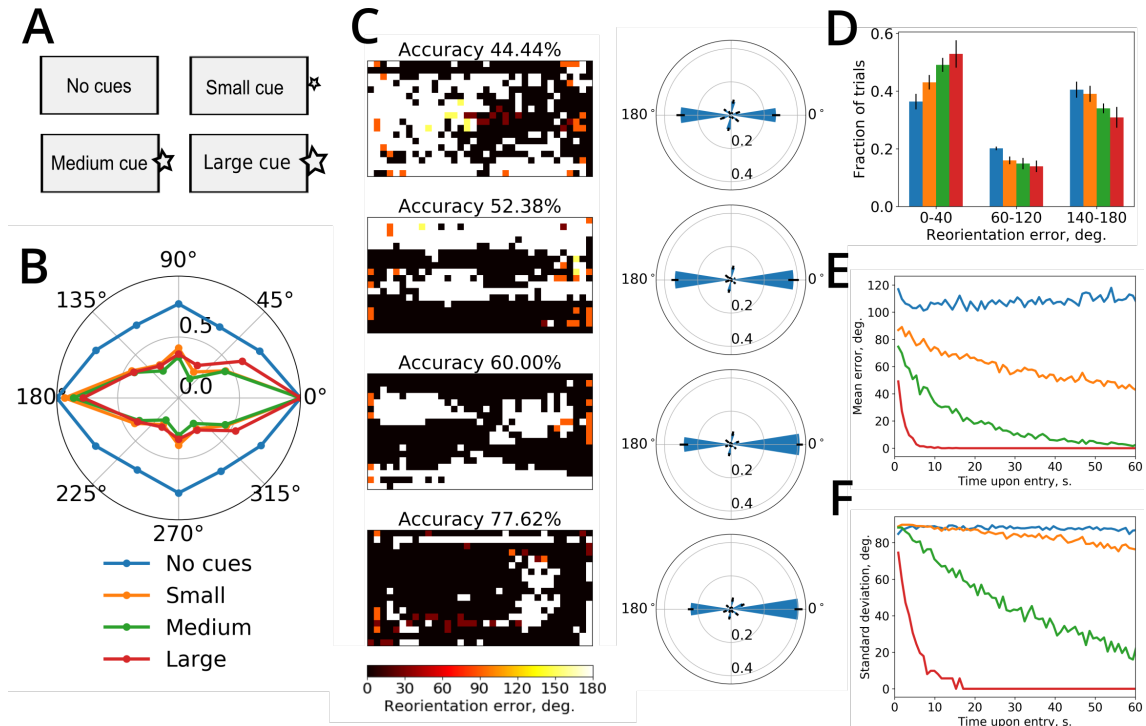 A
No cues
Small cue
Medium cue
Large cue
B
90°
135°
45°
0.5
180°
0.0
0°
225°
315°
270°
No cues
Small
Medium
Large
C
Accuracy 44.44%
180°
0°
0.2
0.4
Accuracy 52.38%
180°
0°
0.2
0.4
Accuracy 60.00%
180°
0°
0.2
0.4
Accuracy 77.62%
180°
0°
0.2
0.4
0 30 60 90 120 150 180
Reorientation error, deg.
D
0.6
0.4
0.2
0.0
Fraction of trials
0-40 60-120 140-180
Reorientation error, deg.
E
120
100
80
60
40
20
0
Mean error, deg.
0 10 20 30 40 50 60
Time upon entry, s.
F
80
60
40
20
0
Standard deviation, deg.
0 10 20 30 40 50 60
Time upon entry, s.